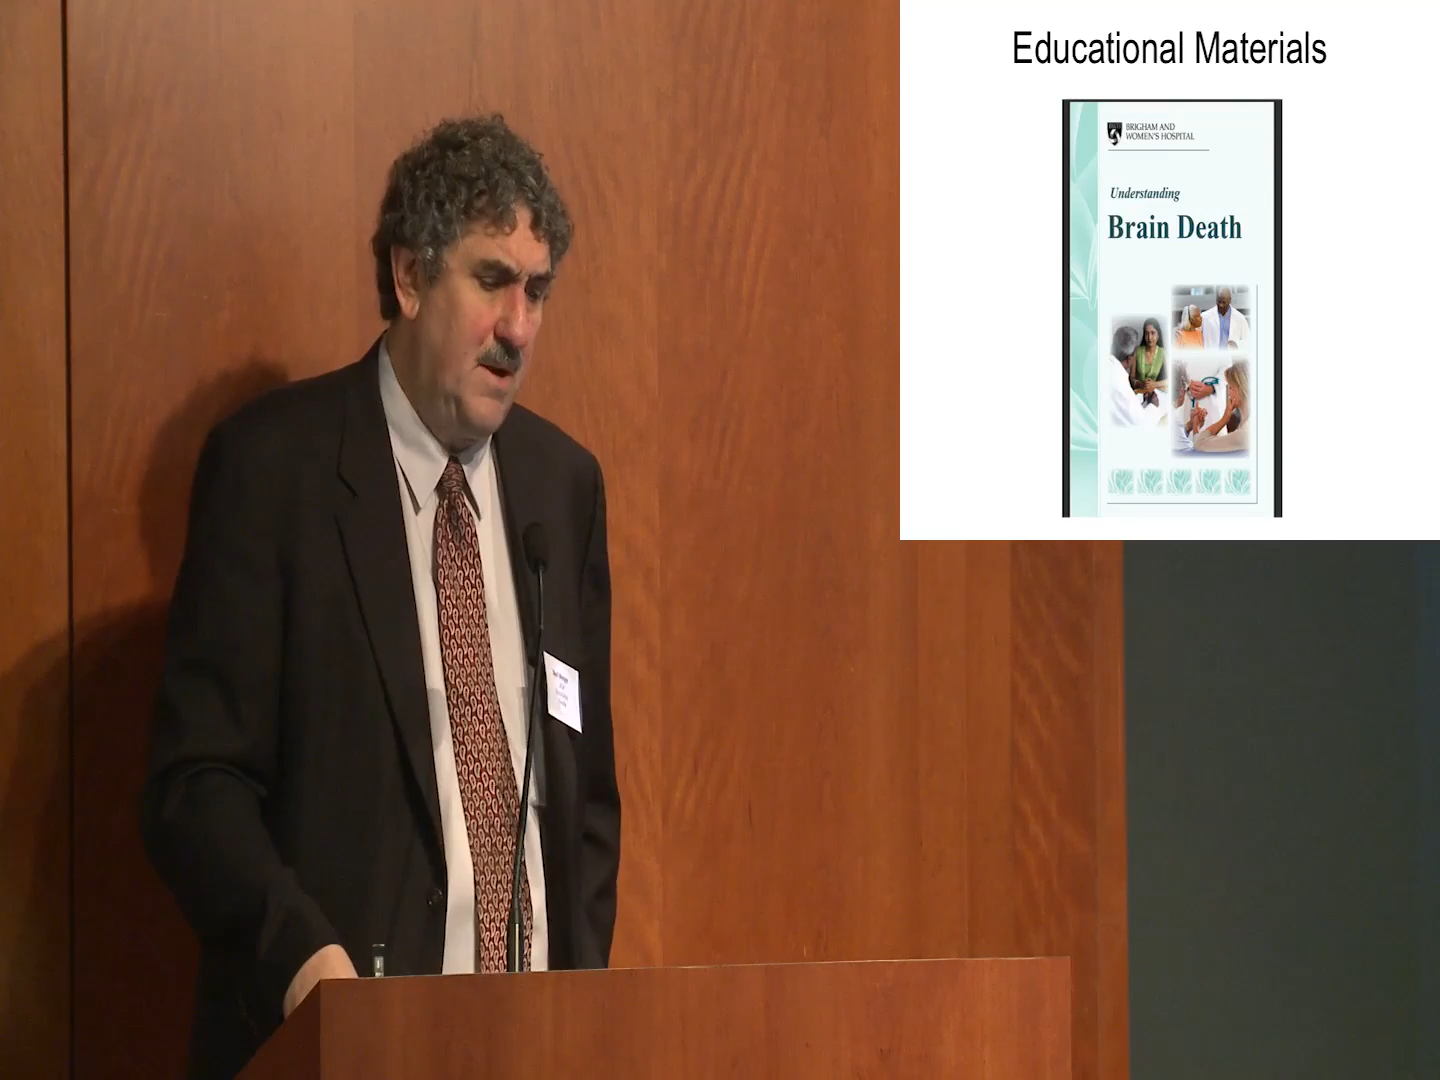 Educational Materials
BRIGHAM AND
WOMEN'S HOSPITAL
Understanding
Brain Death